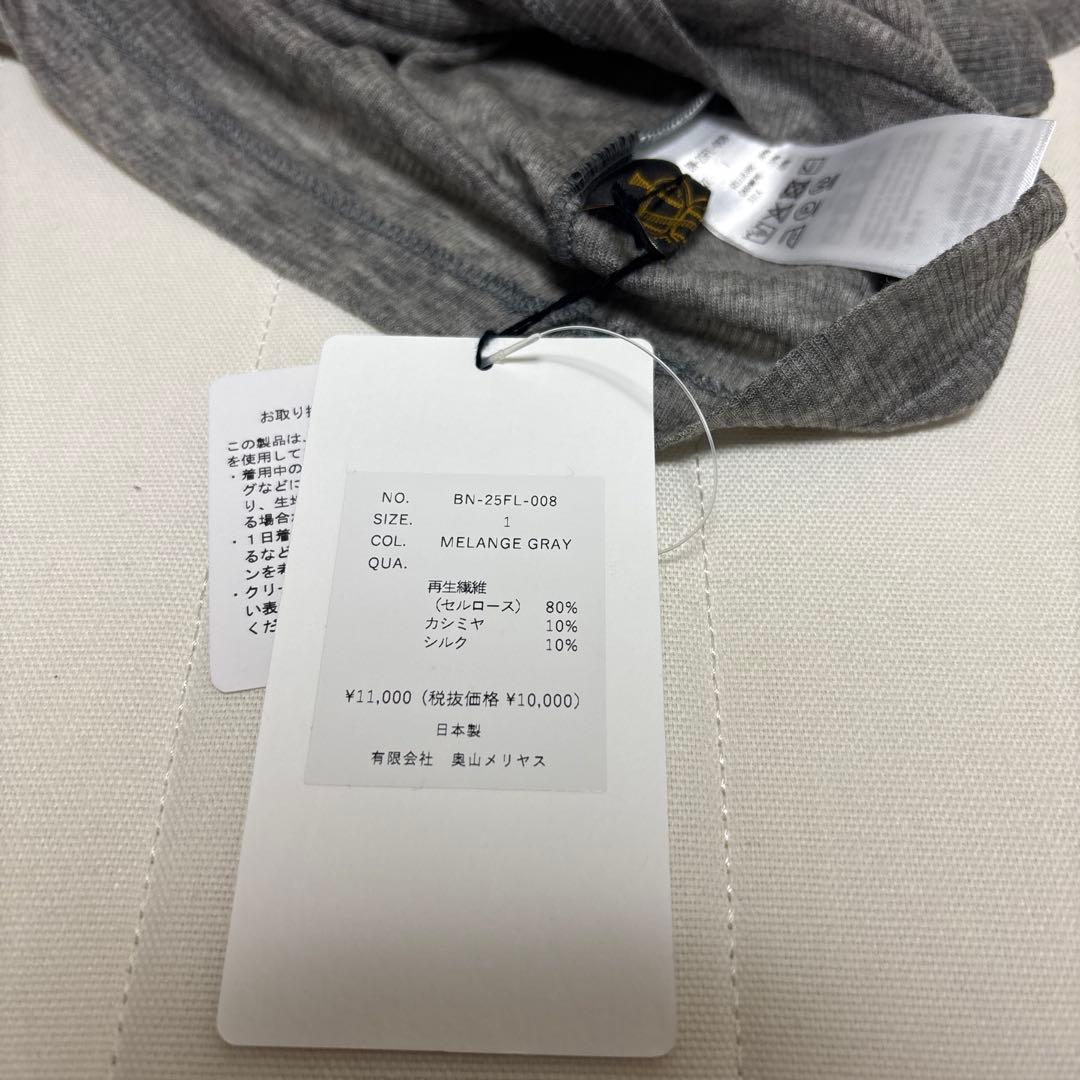 お取り
この製品は、
を使用して
・着用中の
グなどに
り、生地
る場合
・1日着
るなど
ンを
・クリー
い表
くだ
NO. BN-25FL-008
SIZE. 1
COL. MELANGE GRAY
QUA.
再生繊維
（セルロース） 80%
カシミヤ 10%
シルク 10%
¥11,000（税抜価格 ¥10,000）
日本製
有限会社 奥山メリヤス